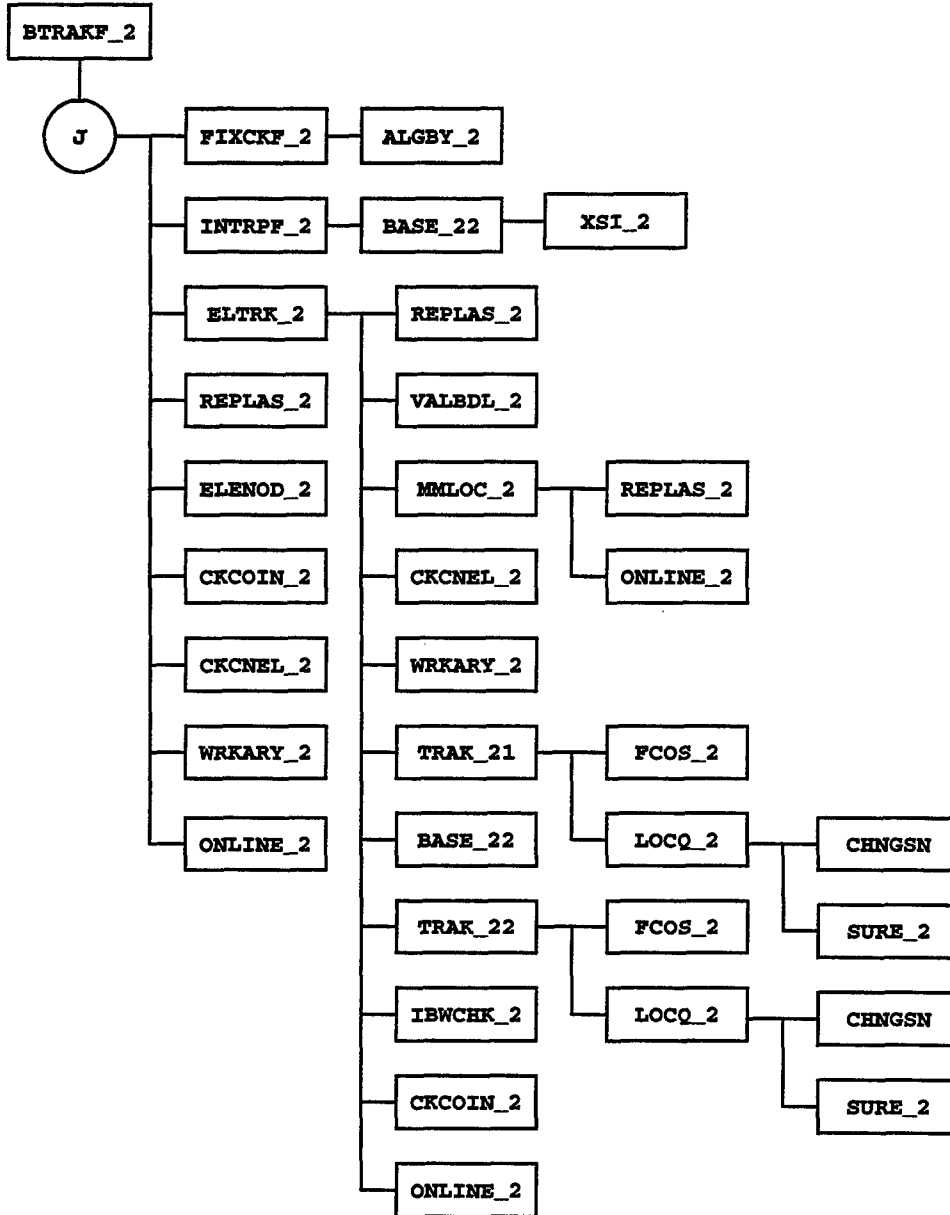 BTRAKF_2
J
FIXCKF_2 ALGBY_2
INTRPF_2 BASE_22 XSI_2
ELTRK_2 REPLAS_2
REPLAS_2 VALBDL_2
ELENOD_2 MMLOC_2 REPLAS_2
CKCOIN_2 CKCNEL_2 ONLINE_2
CKCNEL_2 WRKARY_2
WRKARY_2 TRAK_21 FCOS_2
ONLINE_2 BASE_22 LOCQ_2 CHNGSN
TRAK_22 FCOS_2 SURE_2
IBWCHK_2 LOCQ_2 CHNGSN
CKCOIN_2 SURE_2
ONLINE_2